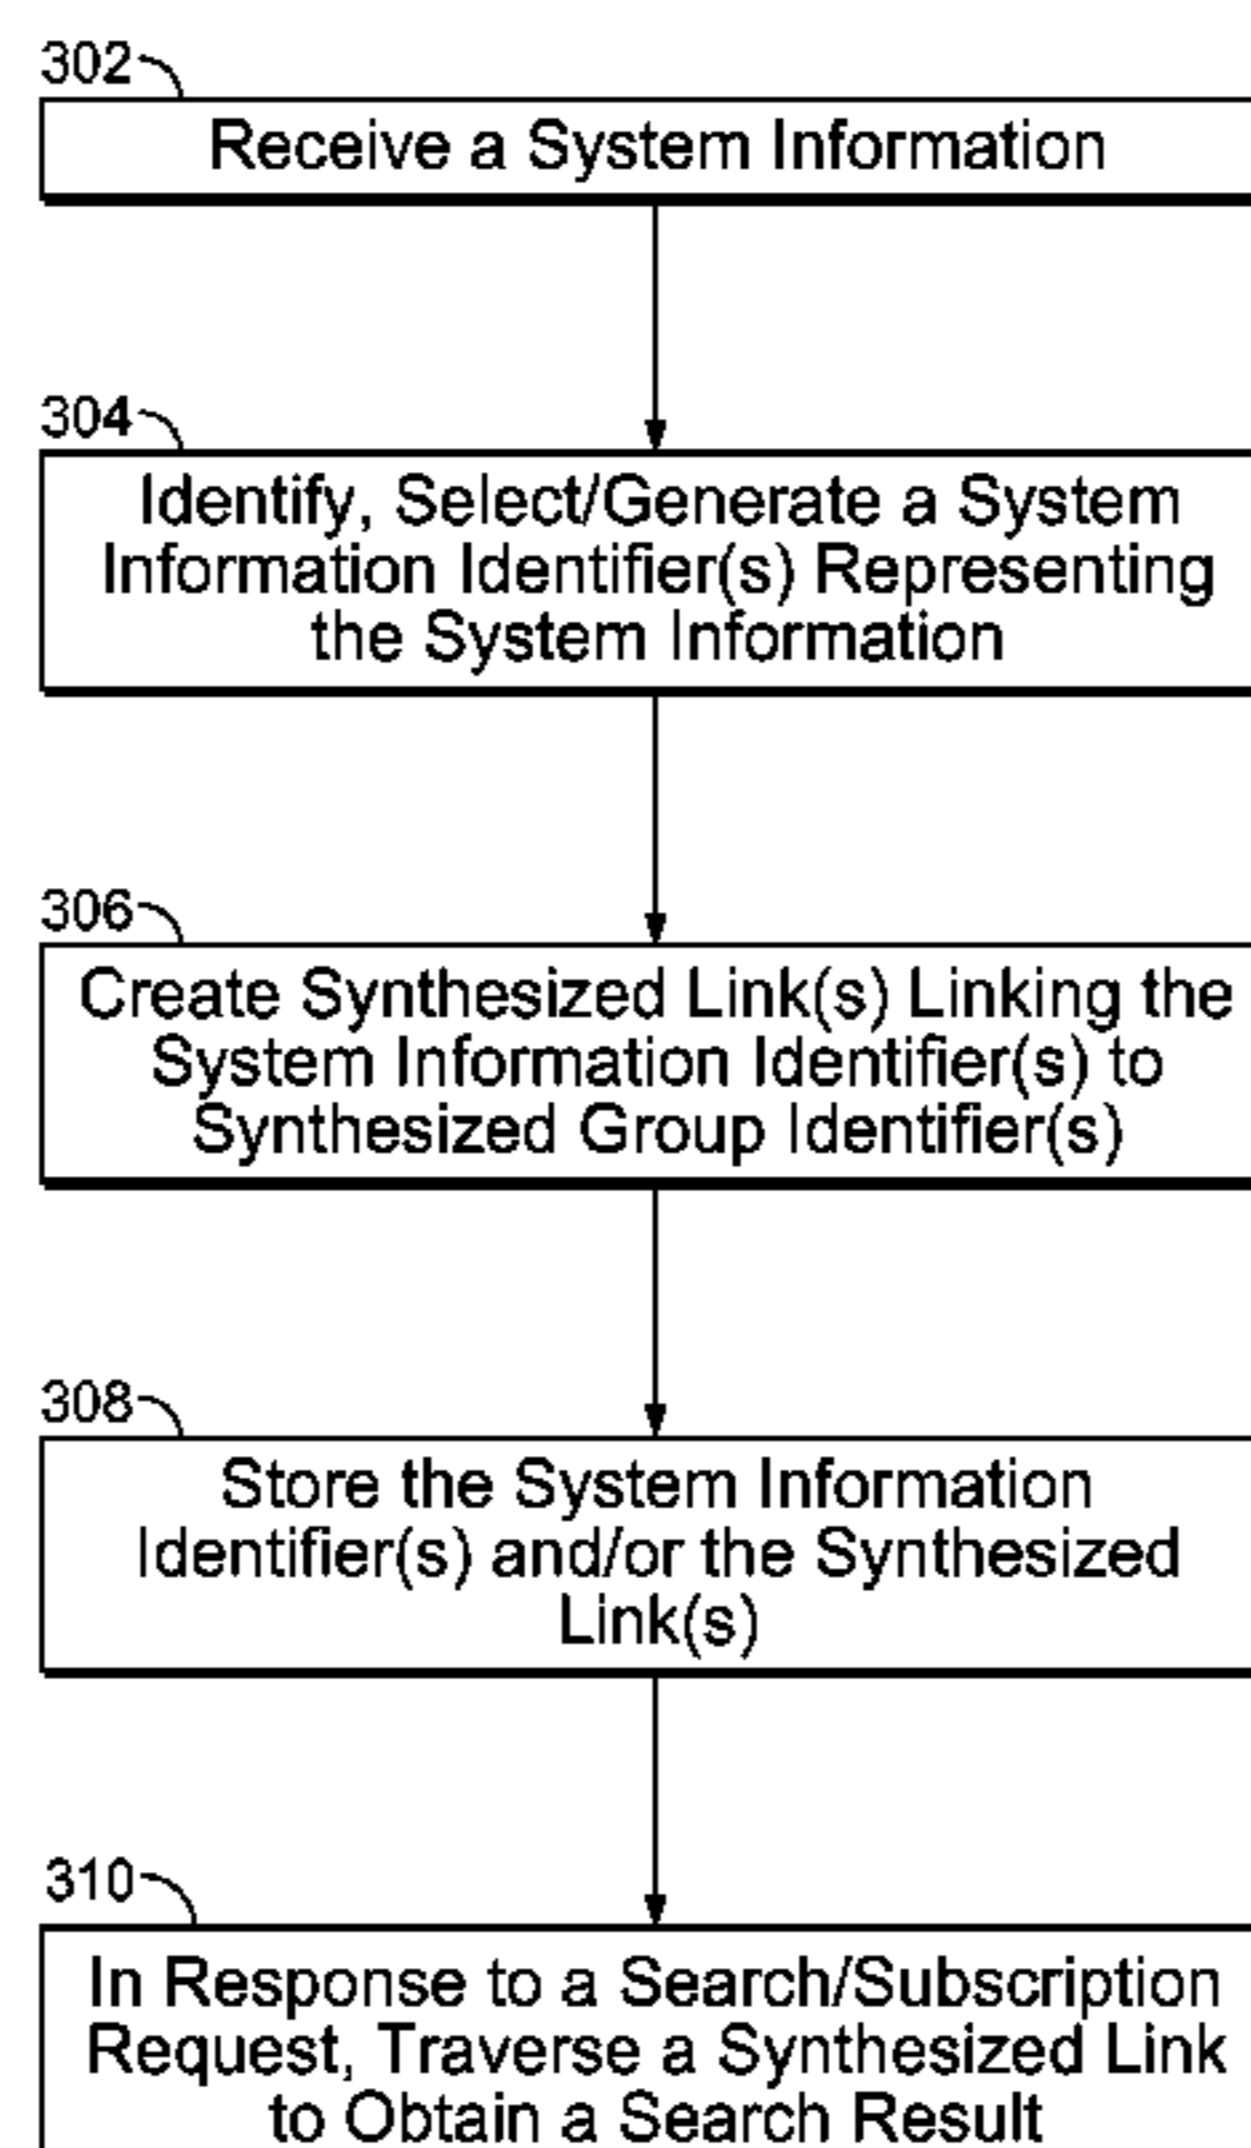 302
Receive a System Information
304
Identify, Select/Generate a System
Information Identifier(s) Representing
the System Information
306
Create Synthesized Link(s) Linking the
System Information Identifier(s) to
Synthesized Group Identifier(s)
308
Store the System Information
Identifier(s) and/or the Synthesized
Link(s)
310
In Response to a Search/Subscription
Request, Traverse a Synthesized Link
to Obtain a Search Result